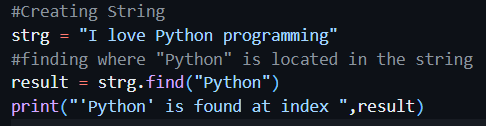 #Creating String
strg = "I love Python programming"
#finding where "Python" is located in the string
result = strg.find("Python")
print("'Python' is found at index ",result)